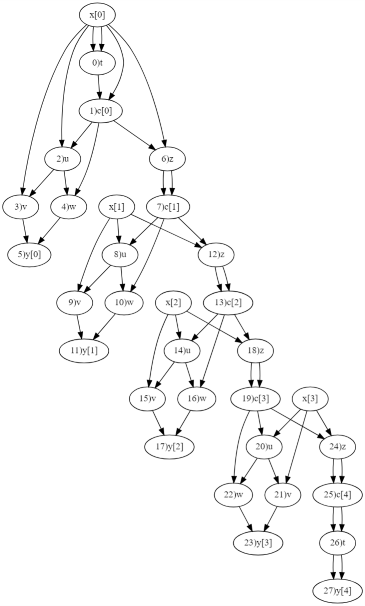 x[0]
0)t
1)c[0]
2)u 6)z
3)v 4)w x[1] 7)c[1]
5)y[0] 8)u 12)z
9)v 10)w x[2] 13)c[2]
11)y[1] 14)u 18)z
15)v 16)w 19)c[3] x[3]
17)y[2] 20)u 24)z
22)w 21)v 25)c[4]
23)y[3] 26)t
27)y[4]